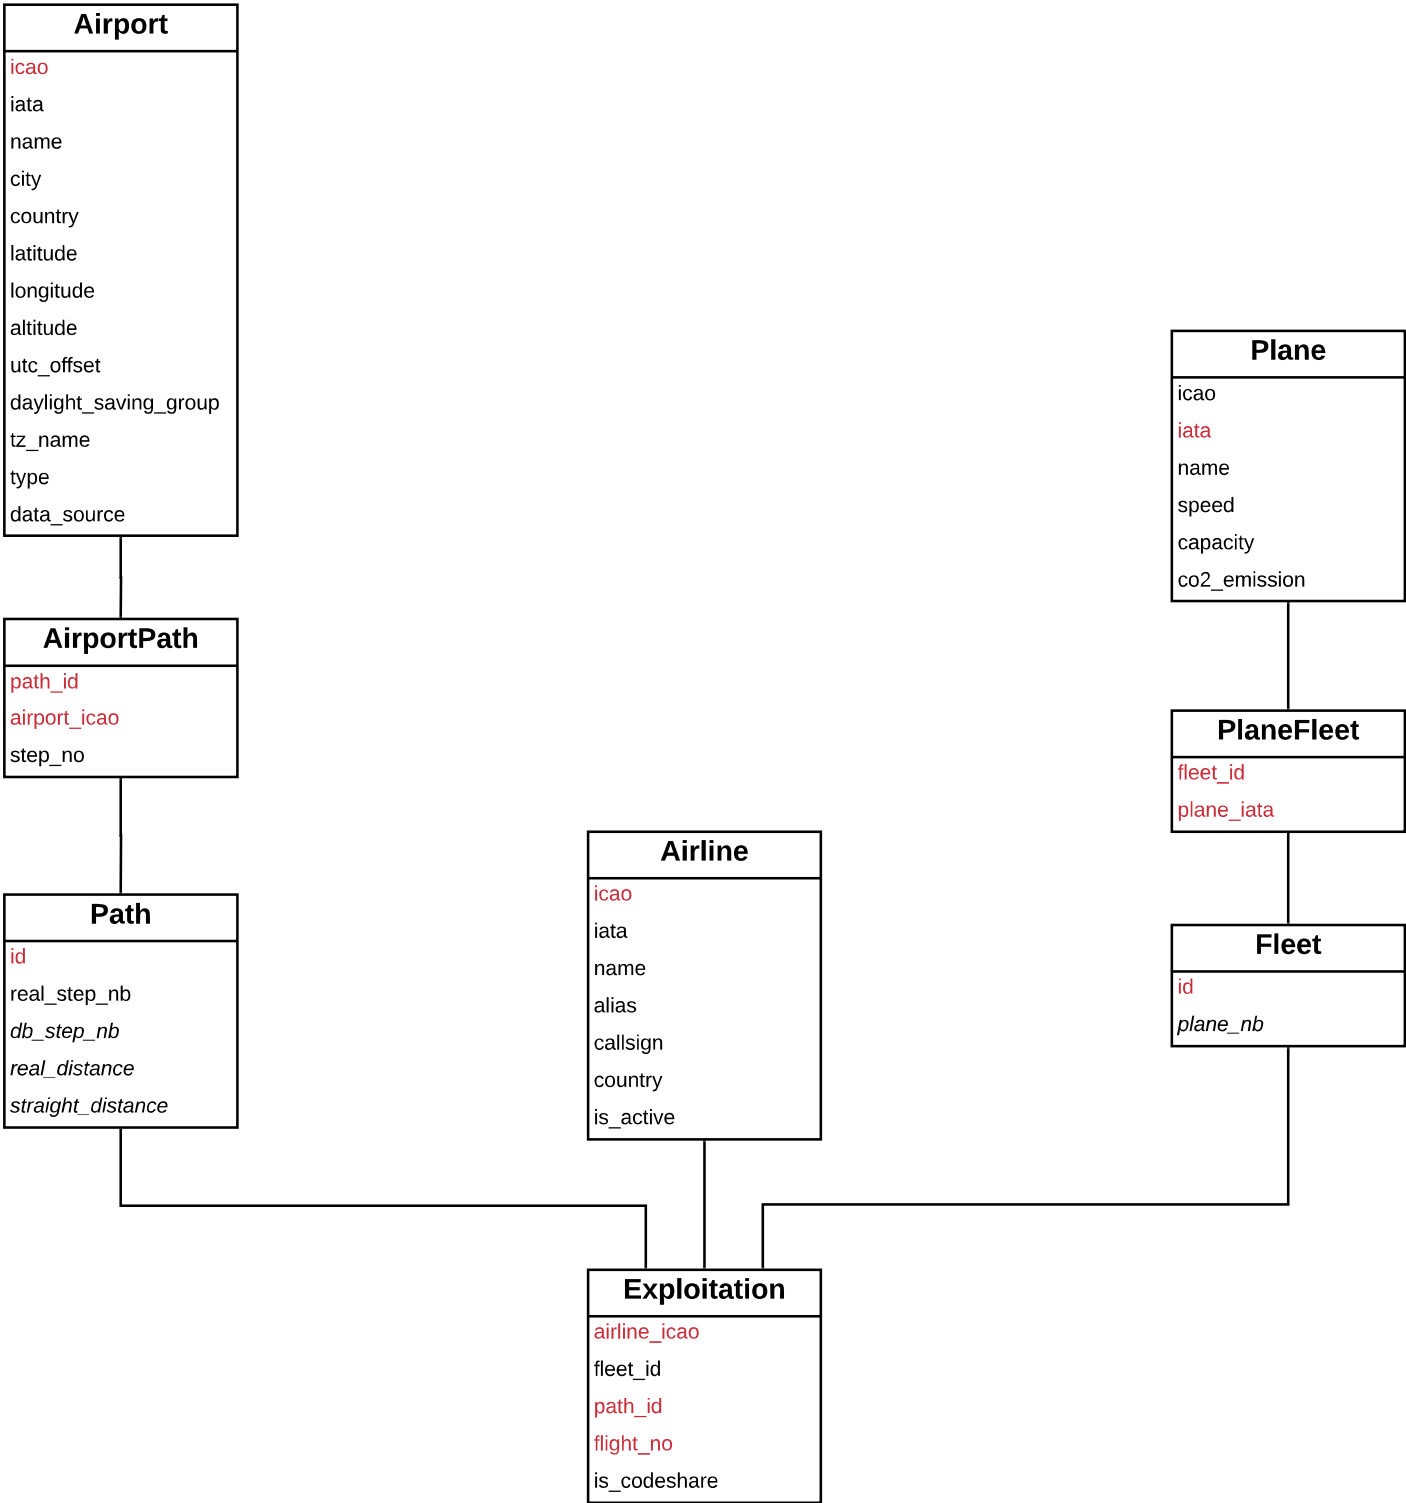 Airport
icao
iata
name
city
country
latitude
longitude
altitude
utc_offset
daylight_saving_group
tz_name
type
data_source
AirportPath
path_id
airport_icao
step_no
Path
id
real_step_nb
db_step_nb
real_distance
straight_distance
Airline
icao
iata
name
alias
callsign
country
is_active
Plane
icao
iata
name
speed
capacity
co2_emission
PlaneFleet
fleet_id
plane_iata
Fleet
id
plane_nb
Exploitation
airline_icao
fleet_id
path_id
flight_no
is_codeshare